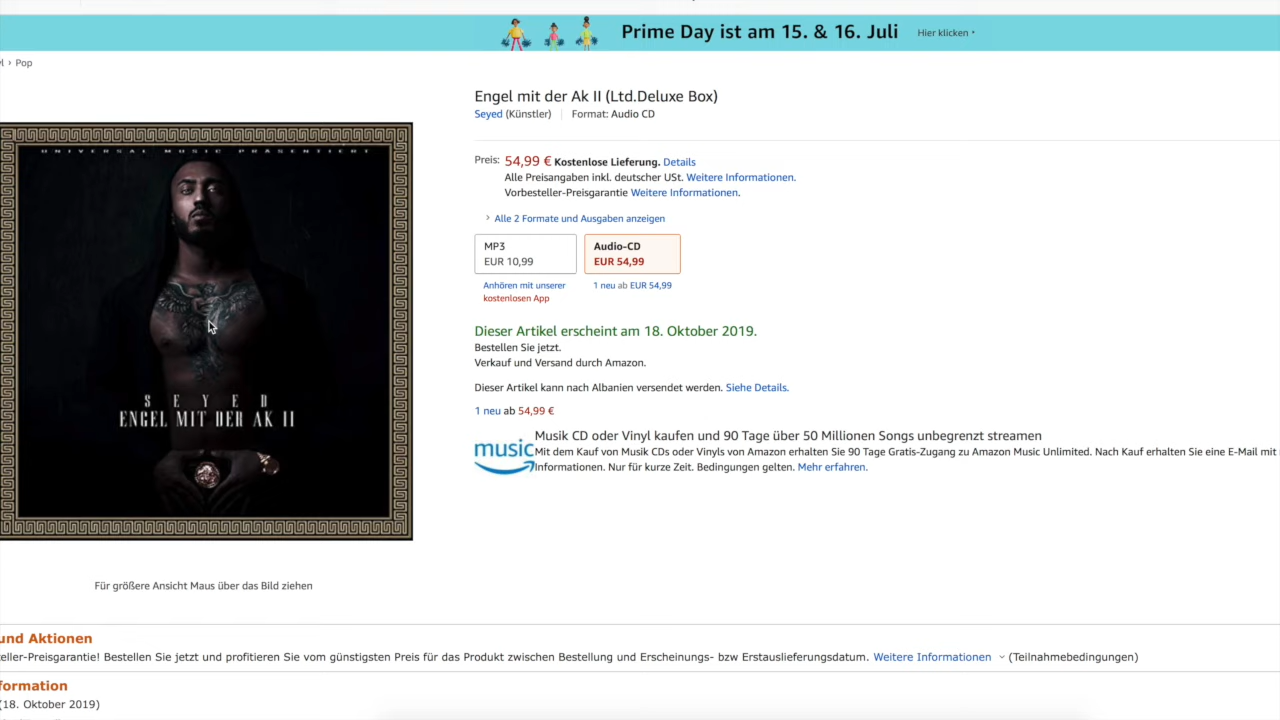 Prime Day ist am 15. & 16. Juli Hier klicken
› Pop
Engel mit der Ak II (Ltd.Deluxe Box)
Seyed (Künstler) Format: Audio CD
UNIVERSAL MUSIC PRÄSENTIERT
SEYED
ENGEL MIT DER AK II
Für größere Ansicht Maus über das Bild ziehen
Preis: 54,99 € Kostenlose Lieferung. Details
Alle Preisangaben inkl. deutscher USt. Weitere Informationen.
Vorbesteller-Preisgarantie Weitere Informationen.
› Alle 2 Formate und Ausgaben anzeigen
MP3
EUR 10,99
Audio-CD
EUR 54,99
Anhören mit unserer
kostenlosen App
1 neu ab EUR 54,99
Dieser Artikel erscheint am 18. Oktober 2019.
Bestellen Sie jetzt.
Verkauf und Versand durch Amazon.
Dieser Artikel kann nach Albanien versendet werden. Siehe Details.
1 neu ab 54,99 €
music
Musik CD oder Vinyl kaufen und 90 Tage über 50 Millionen Songs unbegrenzt streamen
Mit dem Kauf von Musik CDs oder Vinyls von Amazon erhalten Sie 90 Tage Gratis-Zugang zu Amazon Music Unlimited. Nach Kauf erhalten Sie eine E-Mail mit
Informationen. Nur für kurze Zeit. Bedingungen gelten. Mehr erfahren.
und Aktionen
eller-Preisgarantie! Bestellen Sie jetzt und profitieren Sie vom günstigsten Preis für das Produkt zwischen Bestellung und Erscheinungs- bzw Erstauslieferungsdatum. Weitere Informationen (Teilnahmebedingungen)
formation
(18. Oktober 2019)